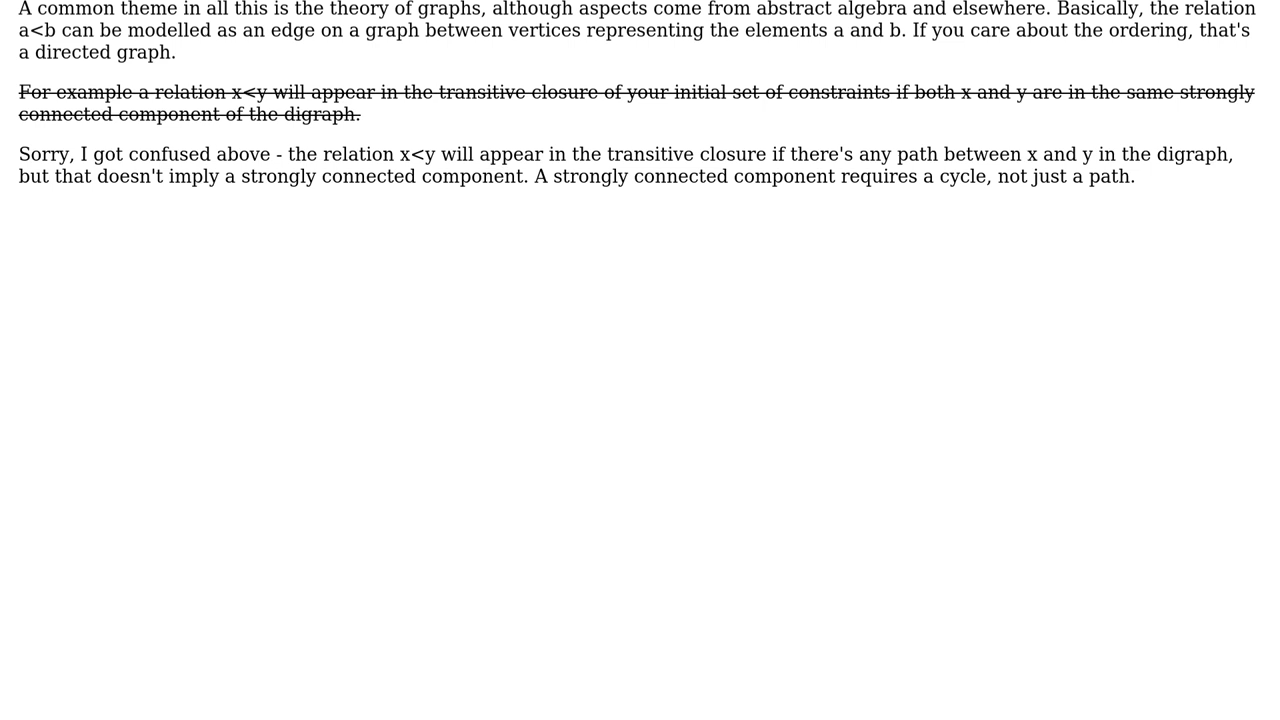 A common theme in all this is the theory of graphs, although aspects come from abstract algebra and elsewhere. Basically, the relation
a<b can be modelled as an edge on a graph between vertices representing the elements a and b. If you care about the ordering, that's
a directed graph.
For example a relation x<y will appear in the transitive closure of your initial set of constraints if both x and y are in the same strongly
connected component of the digraph.
Sorry, I got confused above - the relation x<y will appear in the transitive closure if there's any path between x and y in the digraph,
but that doesn't imply a strongly connected component. A strongly connected component requires a cycle, not just a path.